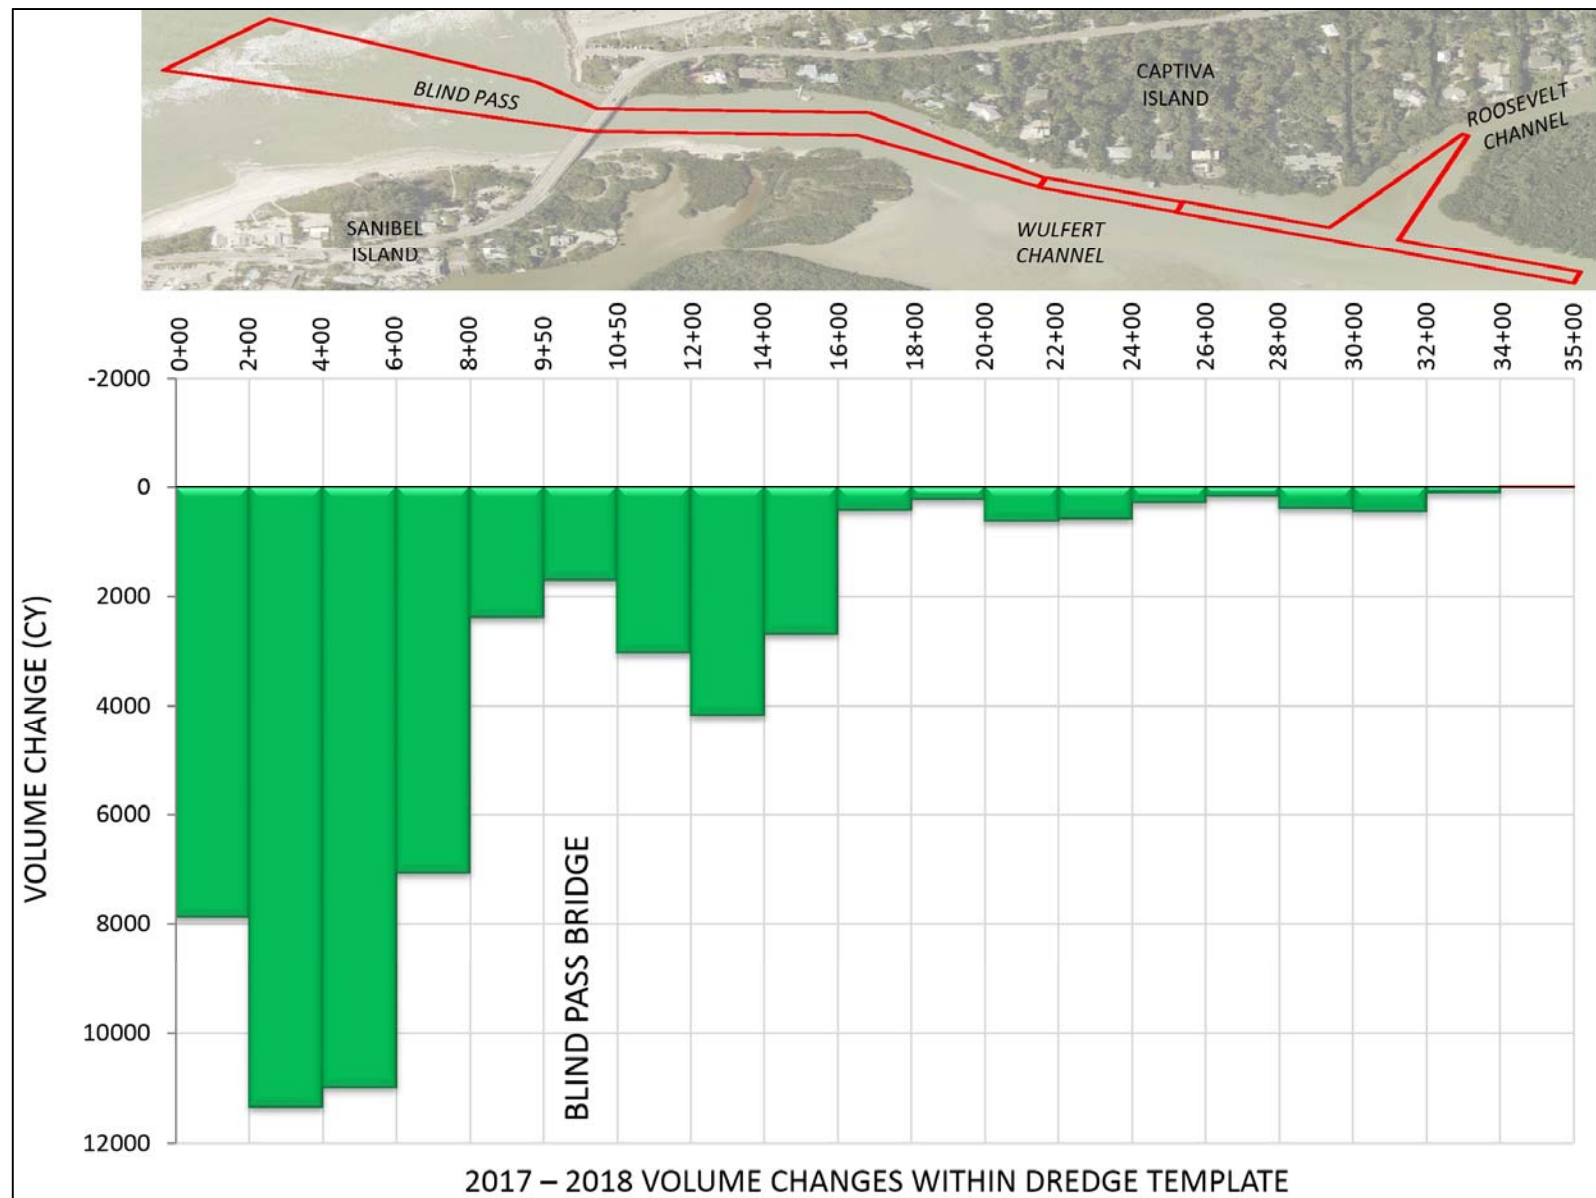 BLIND PASS
CAPTIVA
ISLAND
ROOSEVELT
CHANNEL
SANIBEL
ISLAND
WULFERT
CHANNEL
0+00
2+00
4+00
6+00
8+00
9+50
10+50
12+00
14+00
16+00
18+00
20+00
22+00
24+00
26+00
28+00
30+00
32+00
34+00
35+00
-2000
0
2000
4000
6000
8000
10000
12000
VOLUME CHANGE (CY)
BLIND PASS BRIDGE
2017 – 2018 VOLUME CHANGES WITHIN DREDGE TEMPLATE